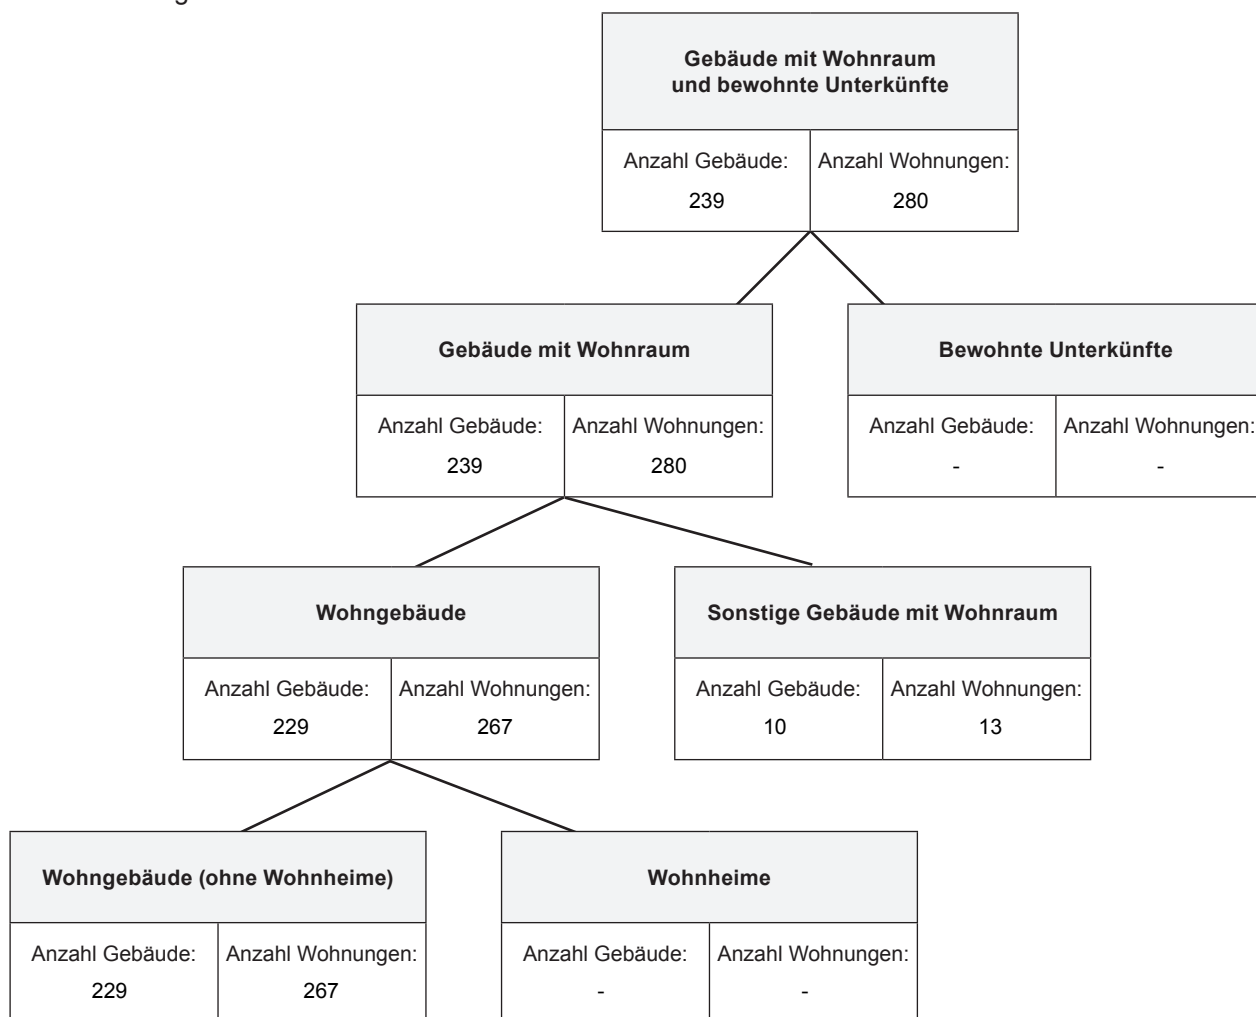 Gebäude mit Wohnraum
und bewohnte Unterkünfte
Anzahl Gebäude: Anzahl Wohnungen:
239 280
Gebäude mit Wohnraum
Anzahl Gebäude: Anzahl Wohnungen:
239 280
Bewohnte Unterkünfte
Anzahl Gebäude: Anzahl Wohnungen:
- -
Wohngebäude
Anzahl Gebäude: Anzahl Wohnungen:
229 267
Sonstige Gebäude mit Wohnraum
Anzahl Gebäude: Anzahl Wohnungen:
10 13
Wohngebäude (ohne Wohnheime)
Anzahl Gebäude: Anzahl Wohnungen:
229 267
Wohnheime
Anzahl Gebäude: Anzahl Wohnungen:
- -